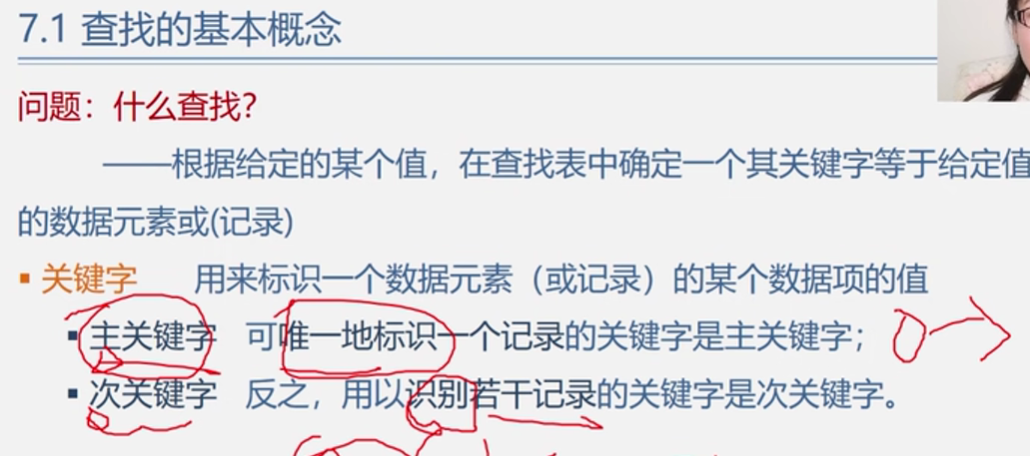 7.1 查找的基本概念
问题：什么查找？
——根据给定的某个值，在查找表中确定一个其关键字等于给定值
的数据元素或(记录)
▪ 关键字 用来标识一个数据元素（或记录）的某个数据项的值
▪ 主关键字 可唯一地标识一个记录的关键字是主关键字；
▪ 次关键字 反之，用以识别若干记录的关键字是次关键字。